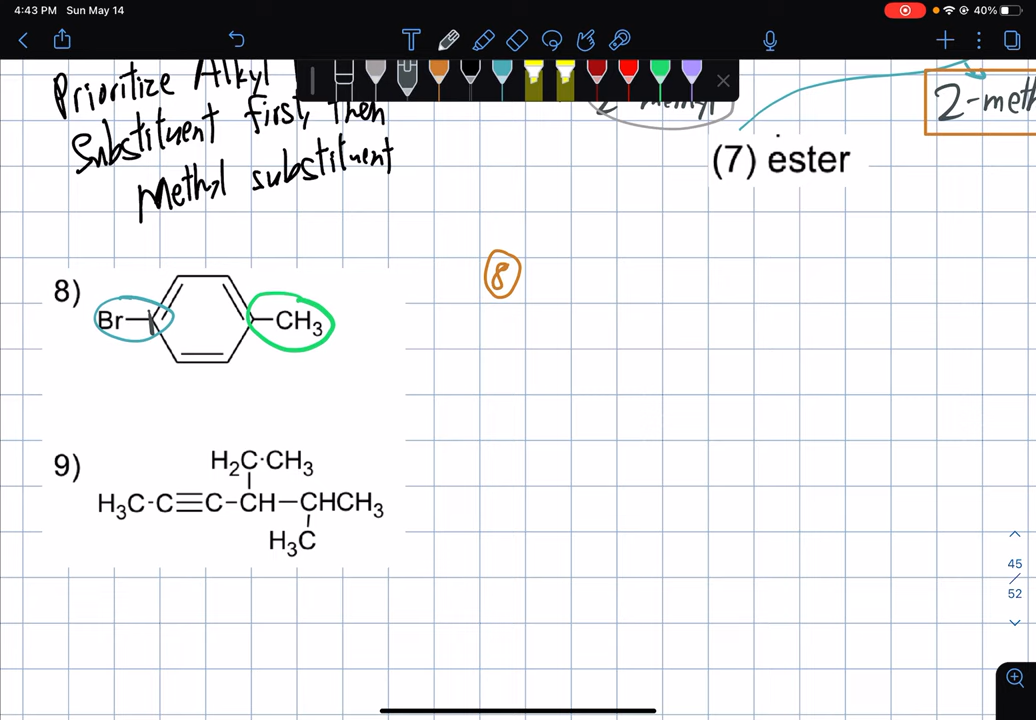 4:43 PM Sun May 14
40%
Prioritize Alkyl
Substituent first, then
Methyl substituent
methyl
2-meth
(7) ester
8
8)
Br
CH3
9)
H2C·CH3
H3C-C≡C-CH-CHCH3
H3C
45
/
52